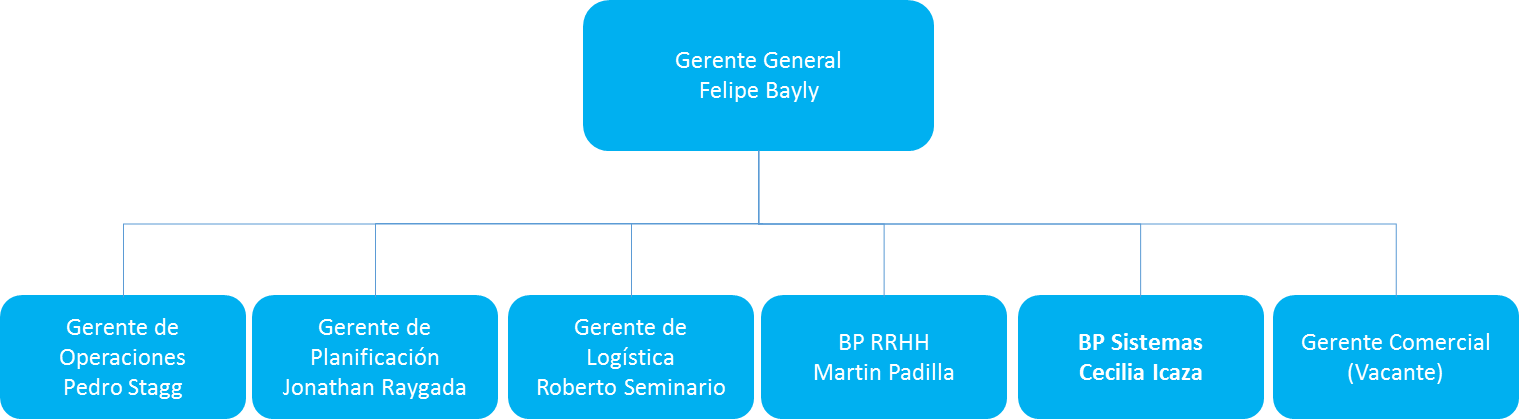 Gerente General
Felipe Bayly
Gerente de
Operaciones
Pedro Stagg
Gerente de
Planificación
Jonathan Raygada
Gerente de
Logística
Roberto Seminario
BP RRHH
Martin Padilla
BP Sistemas
Cecilia Icaza
Gerente Comercial
(Vacante)